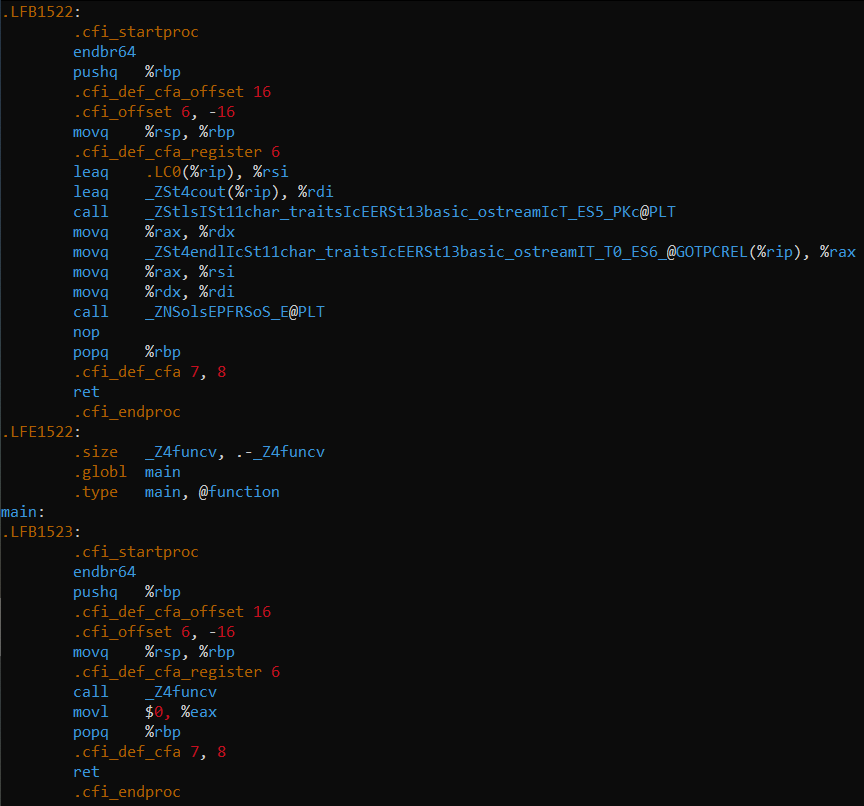 .LFB1522:
.cfi_startproc
endbr64
pushq %rbp
.cfi_def_cfa_offset 16
.cfi_offset 6, -16
movq %rsp, %rbp
.cfi_def_cfa_register 6
leaq .LC0(%rip), %rsi
leaq _ZSt4cout(%rip), %rdi
call _ZStlsISt11char_traitsIcEERSt13basic_ostreamIcT_ES5_PKc@PLT
movq %rax, %rdx
movq _ZSt4endlIcSt11char_traitsIcEERSt13basic_ostreamIT_T0_ES6_@GOTPCREL(%rip), %rax
movq %rax, %rsi
movq %rdx, %rdi
call _ZNSolsEPFRSoS_E@PLT
nop
popq %rbp
.cfi_def_cfa 7, 8
ret
.cfi_endproc
.LFE1522:
.size _Z4funcv, .-_Z4funcv
.globl main
.type main, @function
main:
.LFB1523:
.cfi_startproc
endbr64
pushq %rbp
.cfi_def_cfa_offset 16
.cfi_offset 6, -16
movq %rsp, %rbp
.cfi_def_cfa_register 6
call _Z4funcv
movl $0, %eax
popq %rbp
.cfi_def_cfa 7, 8
ret
.cfi_endproc